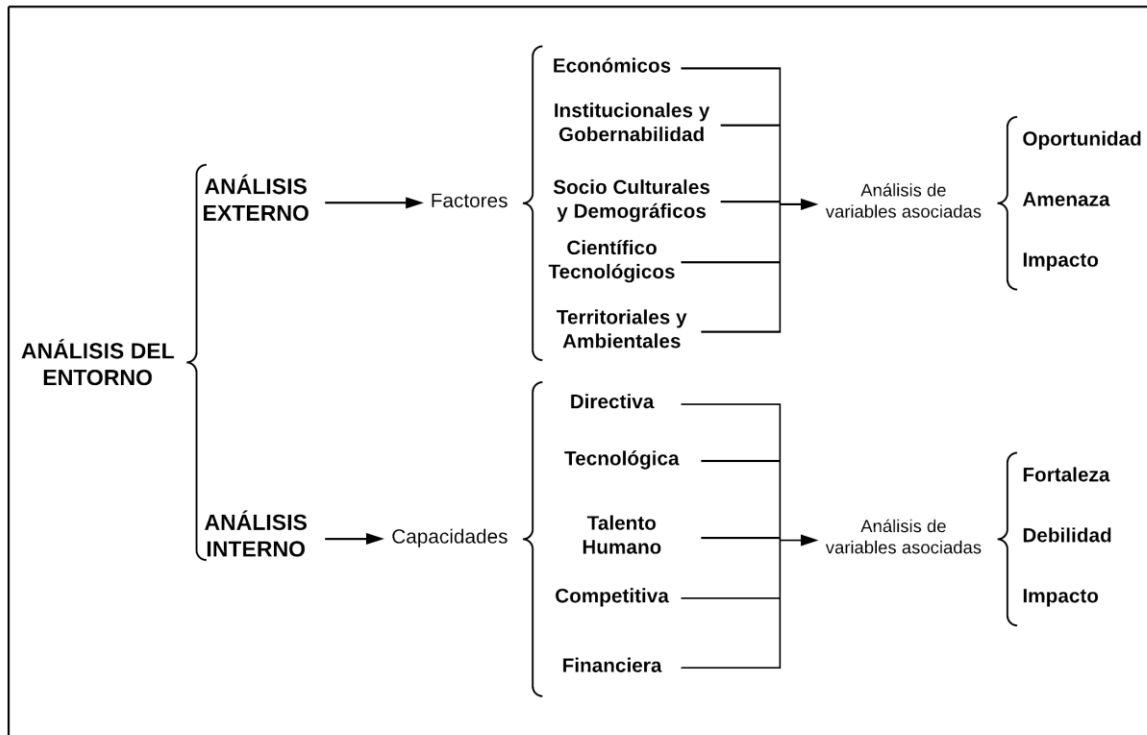 ANÁLISIS DEL
ENTORNO
ANÁLISIS
EXTERNO
Factores
Económicos
Institucionales y
Gobernabilidad
Socio Culturales
y Demográficos
Científico
Tecnológicos
Territoriales y
Ambientales
Análisis de
variables asociadas
Oportunidad
Amenaza
Impacto
ANÁLISIS
INTERNO
Capacidades
Directiva
Tecnológica
Talento
Humano
Competitiva
Financiera
Análisis de
variables asociadas
Fortaleza
Debilidad
Impacto